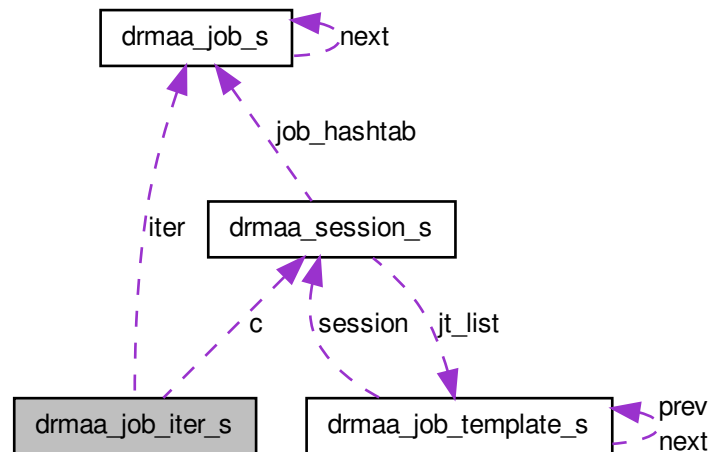 drmaa_job_s
next
job_hashtab
iter
drmaa_session_s
c
session
jt_list
drmaa_job_iter_s
drmaa_job_template_s
prev
next